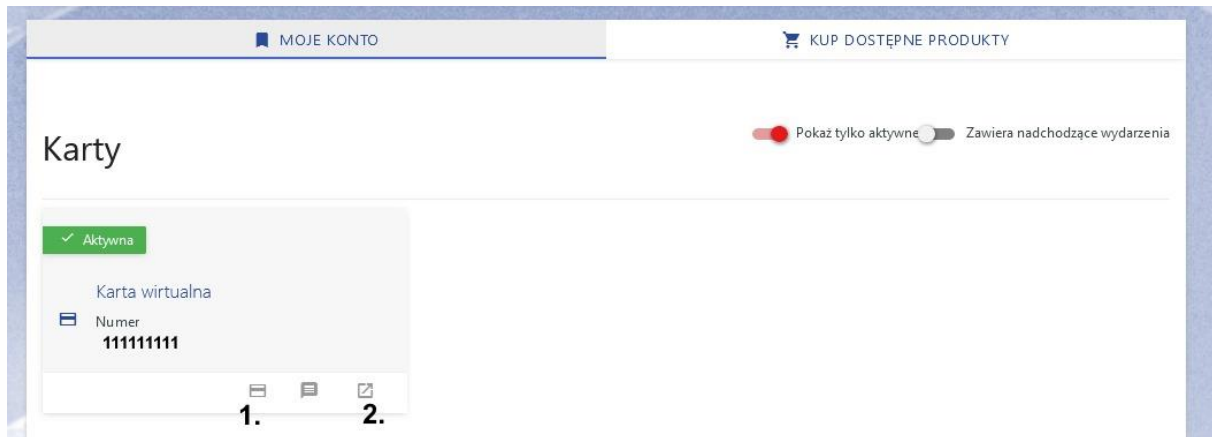 MOJE KONTO
KUP DOSTĘPNE PRODUKTY
Karty
Pokaż tylko aktywne
Zawiera nadchodzące wydarzenia
Aktywna
Karta wirtualna
Numer
111111111
1.
2.